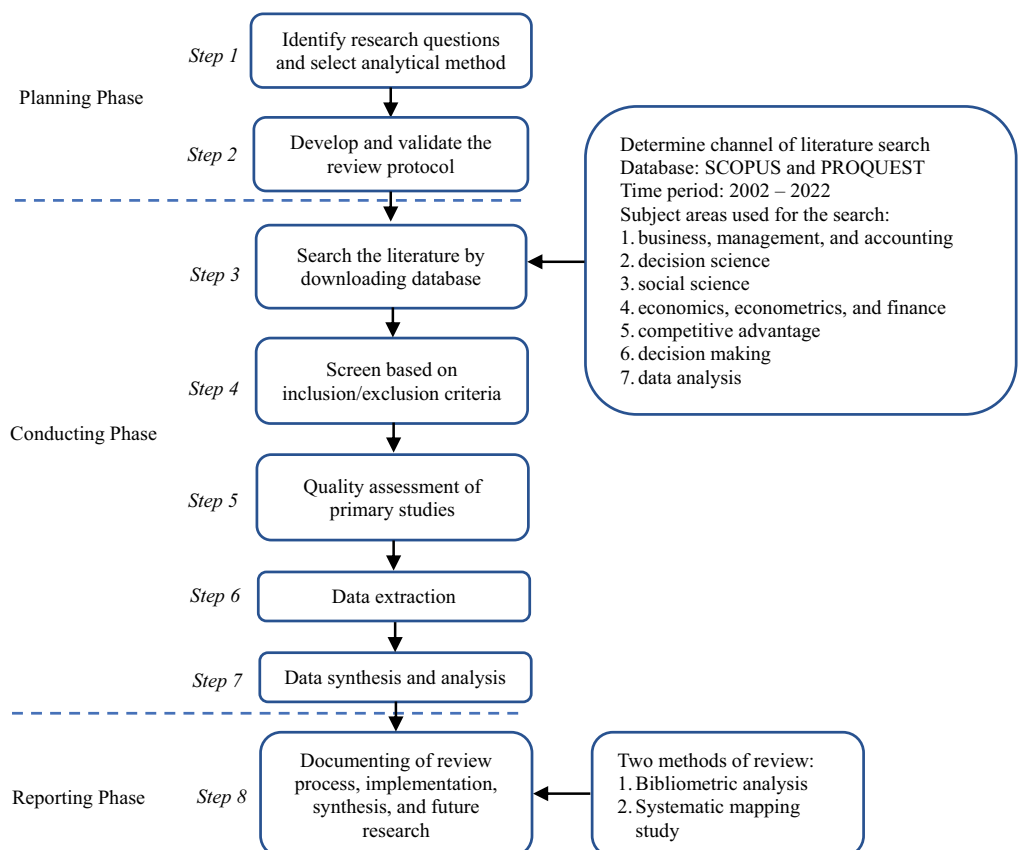 Step 1
Identify research questions
and select analytical method
Planning Phase
Step 2
Develop and validate the
review protocol
Determine channel of literature search
Database: SCOPUS and PROQUEST
Time period: 2002 – 2022
Subject areas used for the search:
1. business, management, and accounting
2. decision science
3. social science
4. economics, econometrics, and finance
5. competitive advantage
6. decision making
7. data analysis
Step 3
Search the literature by
downloading database
Step 4
Screen based on
inclusion/exclusion criteria
Conducting Phase
Step 5
Quality assessment of
primary studies
Step 6
Data extraction
Step 7
Data synthesis and analysis
Reporting Phase
Step 8
Documenting of review
process, implementation,
synthesis, and future
research
Two methods of review:
1. Bibliometric analysis
2. Systematic mapping
study